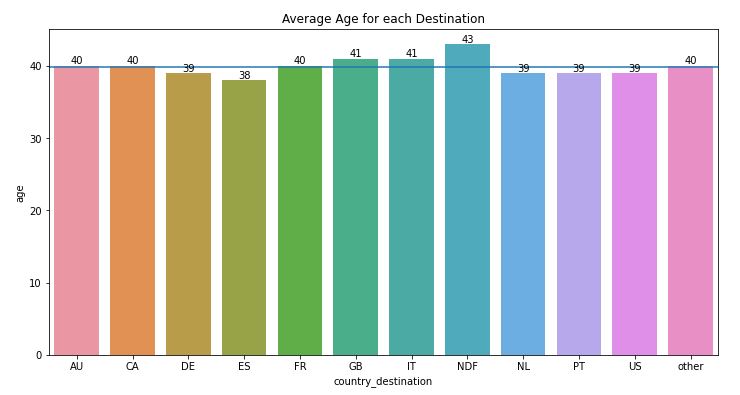 Average Age for each Destination
40 40 39 38 40 41 41 43 39 39 39 40
40
30
20
10
0
age
AU CA DE ES FR GB IT NDF NL PT US other
country_destination